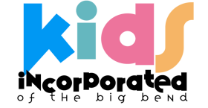 kids
incorporated
of the big bend